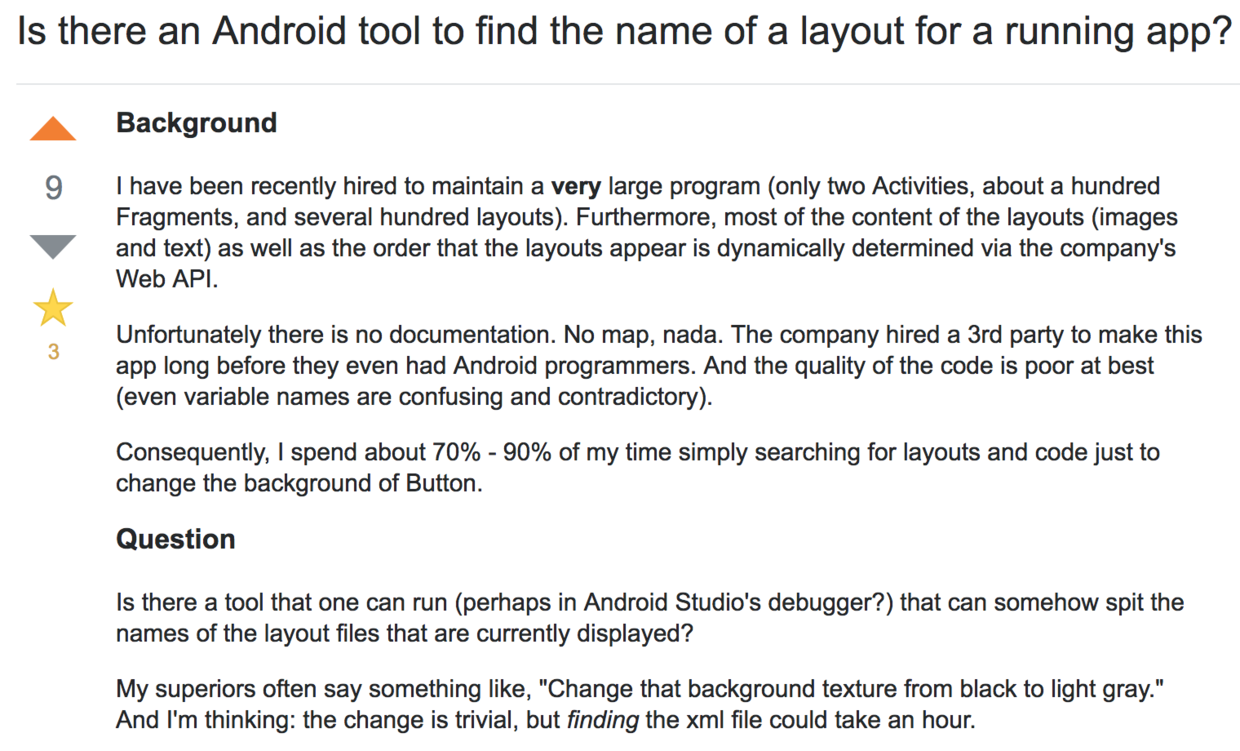 Is there an Android tool to find the name of a layout for a running app?
Background
9
I have been recently hired to maintain a very large program (only two Activities, about a hundred
Fragments, and several hundred layouts). Furthermore, most of the content of the layouts (images
and text) as well as the order that the layouts appear is dynamically determined via the company's
Web API.
3
Unfortunately there is no documentation. No map, nada. The company hired a 3rd party to make this
app long before they even had Android programmers. And the quality of the code is poor at best
(even variable names are confusing and contradictory).
Consequently, I spend about 70% - 90% of my time simply searching for layouts and code just to
change the background of Button.
Question
Is there a tool that one can run (perhaps in Android Studio's debugger?) that can somehow spit the
names of the layout files that are currently displayed?
My superiors often say something like, "Change that background texture from black to light gray."
And I'm thinking: the change is trivial, but finding the xml file could take an hour.